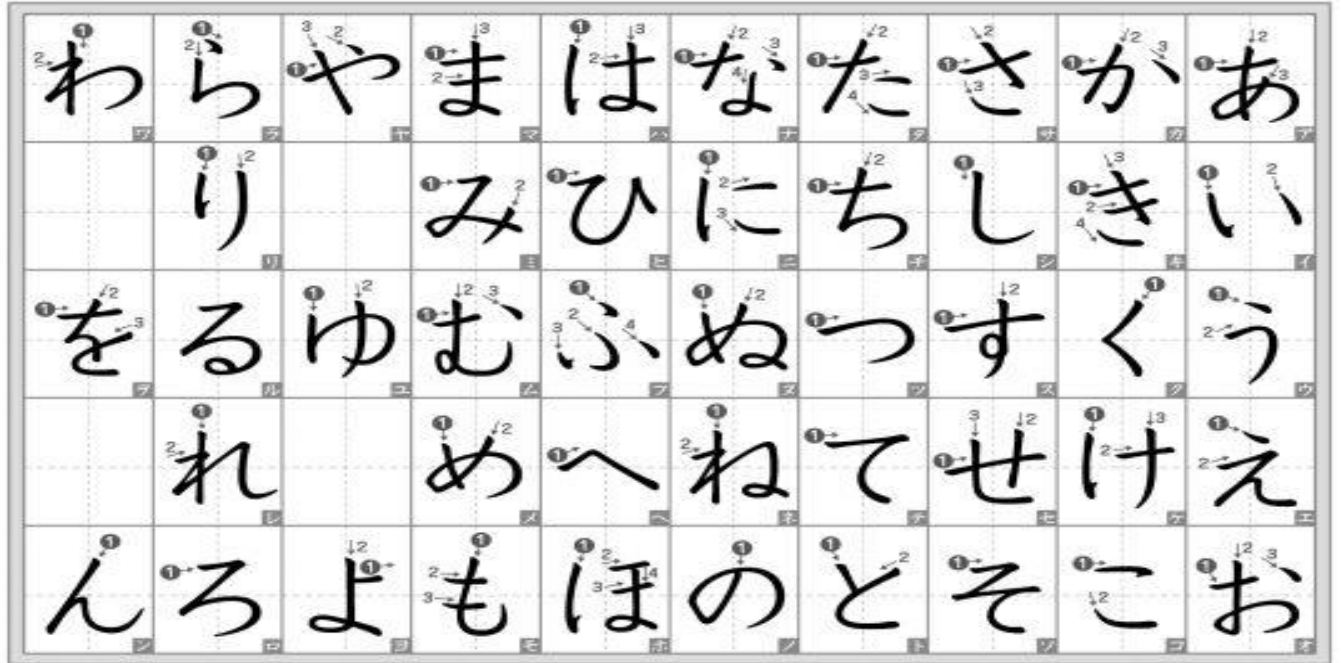 わ らやまはなたさかあ
り みひにちしきい
をるゆむふぬつすくう
れ めへねてせけえ
んろよもほのとそこお